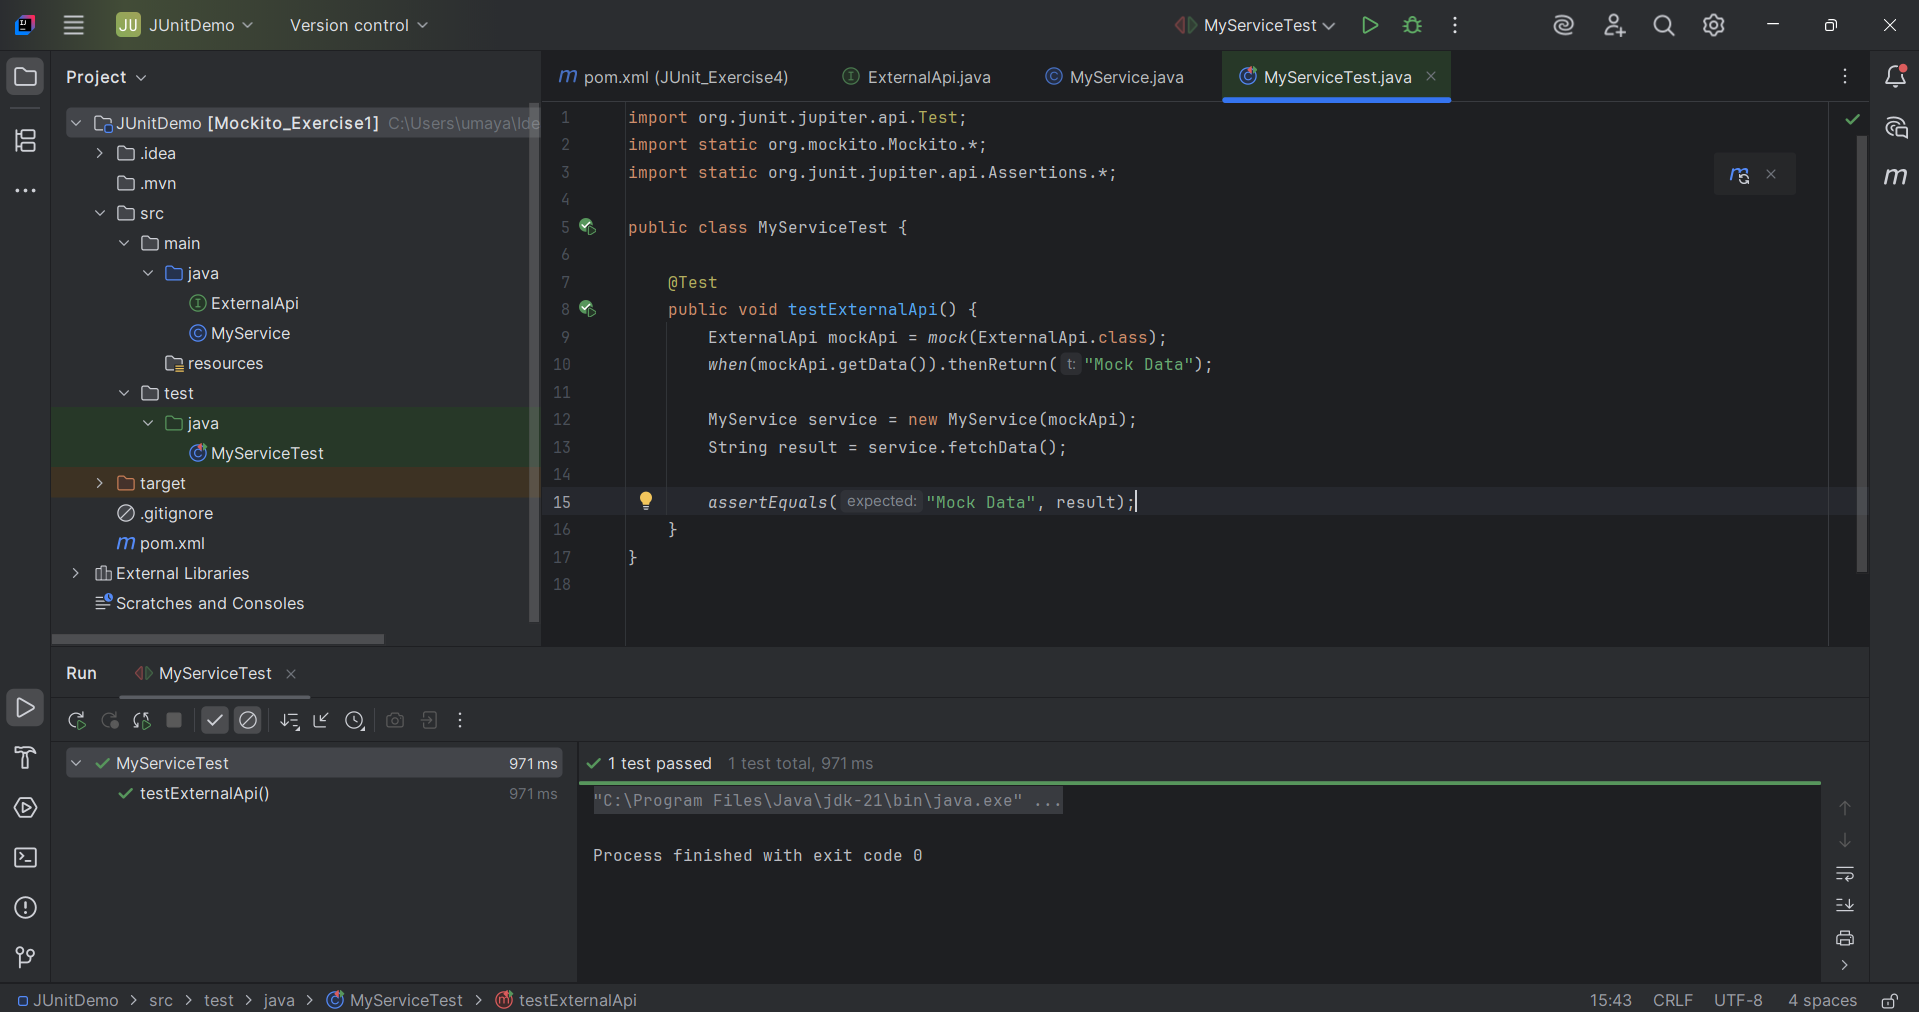 JU JUnitDemo Version control MyServiceTest
Project
pom.xml (JUnit_Exercise4) ExternalApi.java MyService.java MyServiceTest.java
JUnitDemo [Mockito_Exercise1] C:\Users\umaya\Ide
.idea
.mvn
src
main
java
ExternalApi
MyService
resources
test
java
MyServiceTest
target
.gitignore
pom.xml
External Libraries
Scratches and Consoles
1 import org.junit.jupiter.api.Test;
2 import static org.mockito.Mockito.*;
3 import static org.junit.jupiter.api.Assertions.*;
4
5 public class MyServiceTest {
6
7 @Test
8 public void testExternalApi() {
9 ExternalApi mockApi = mock(ExternalApi.class);
10 when(mockApi.getData()).thenReturn( t: "Mock Data");
11
12 MyService service = new MyService(mockApi);
13 String result = service.fetchData();
14
15 assertEquals( expected: "Mock Data", result);
16 }
17 }
18
Run MyServiceTest
MyServiceTest 971 ms
testExternalApi() 971 ms
1 test passed 1 test total, 971 ms
"C:\Program Files\Java\jdk-21\bin\java.exe" ...
Process finished with exit code 0
JUnitDemo > src > test > java > MyServiceTest > testExternalApi
15:43 CRLF UTF-8 4 spaces